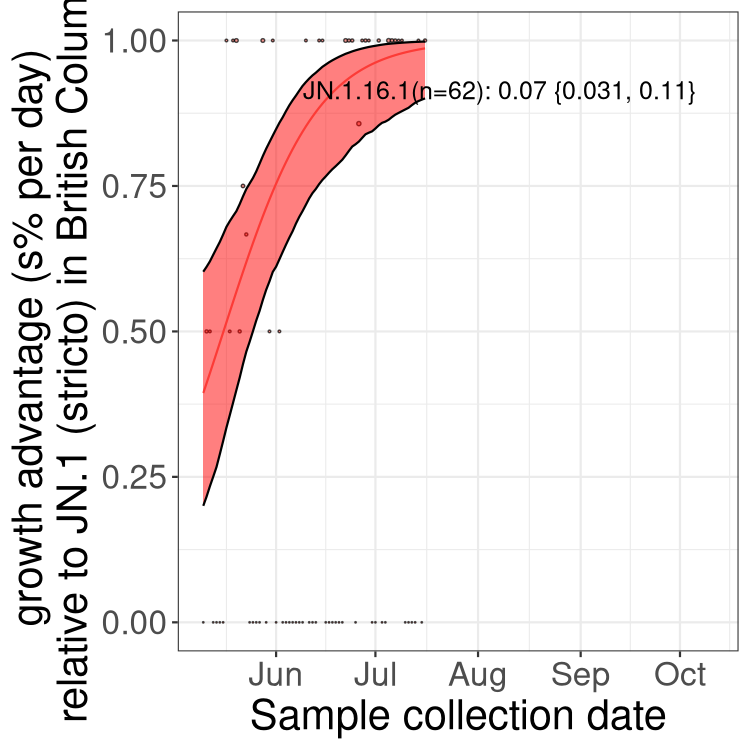 growth advantage (s% per day)
relative to JN.1 (stricto) in British Colum
1.00
0.75
0.50
0.25
0.00
JN.1.16.1(n=62): 0.07 {0.031, 0.11}
Jun Jul Aug Sep Oct
Sample collection date